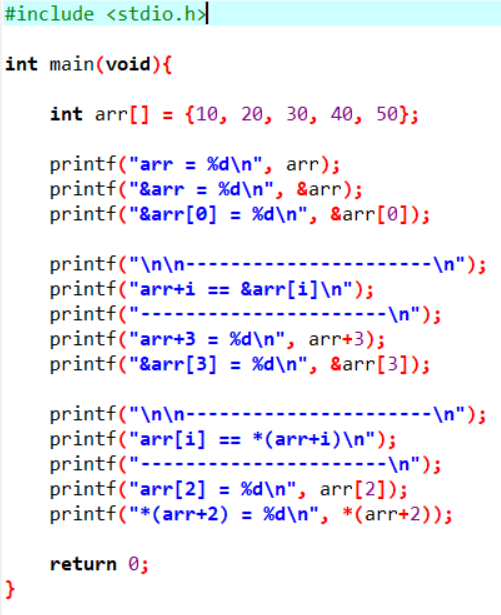 #include <stdio.h>
int main(void){
int arr[] = {10, 20, 30, 40, 50};
printf("arr = %d\n", arr);
printf("&arr = %d\n", &arr);
printf("&arr[0] = %d\n", &arr[0]);
printf("\n\n----------------------\n");
printf("arr+i == &arr[i]\n");
printf("----------------------\n");
printf("arr+3 = %d\n", arr+3);
printf("&arr[3] = %d\n", &arr[3]);
printf("\n\n----------------------\n");
printf("arr[i] == *(arr+i)\n");
printf("----------------------\n");
printf("arr[2] = %d\n", arr[2]);
printf("*(arr+2) = %d\n", *(arr+2));
return 0;
}